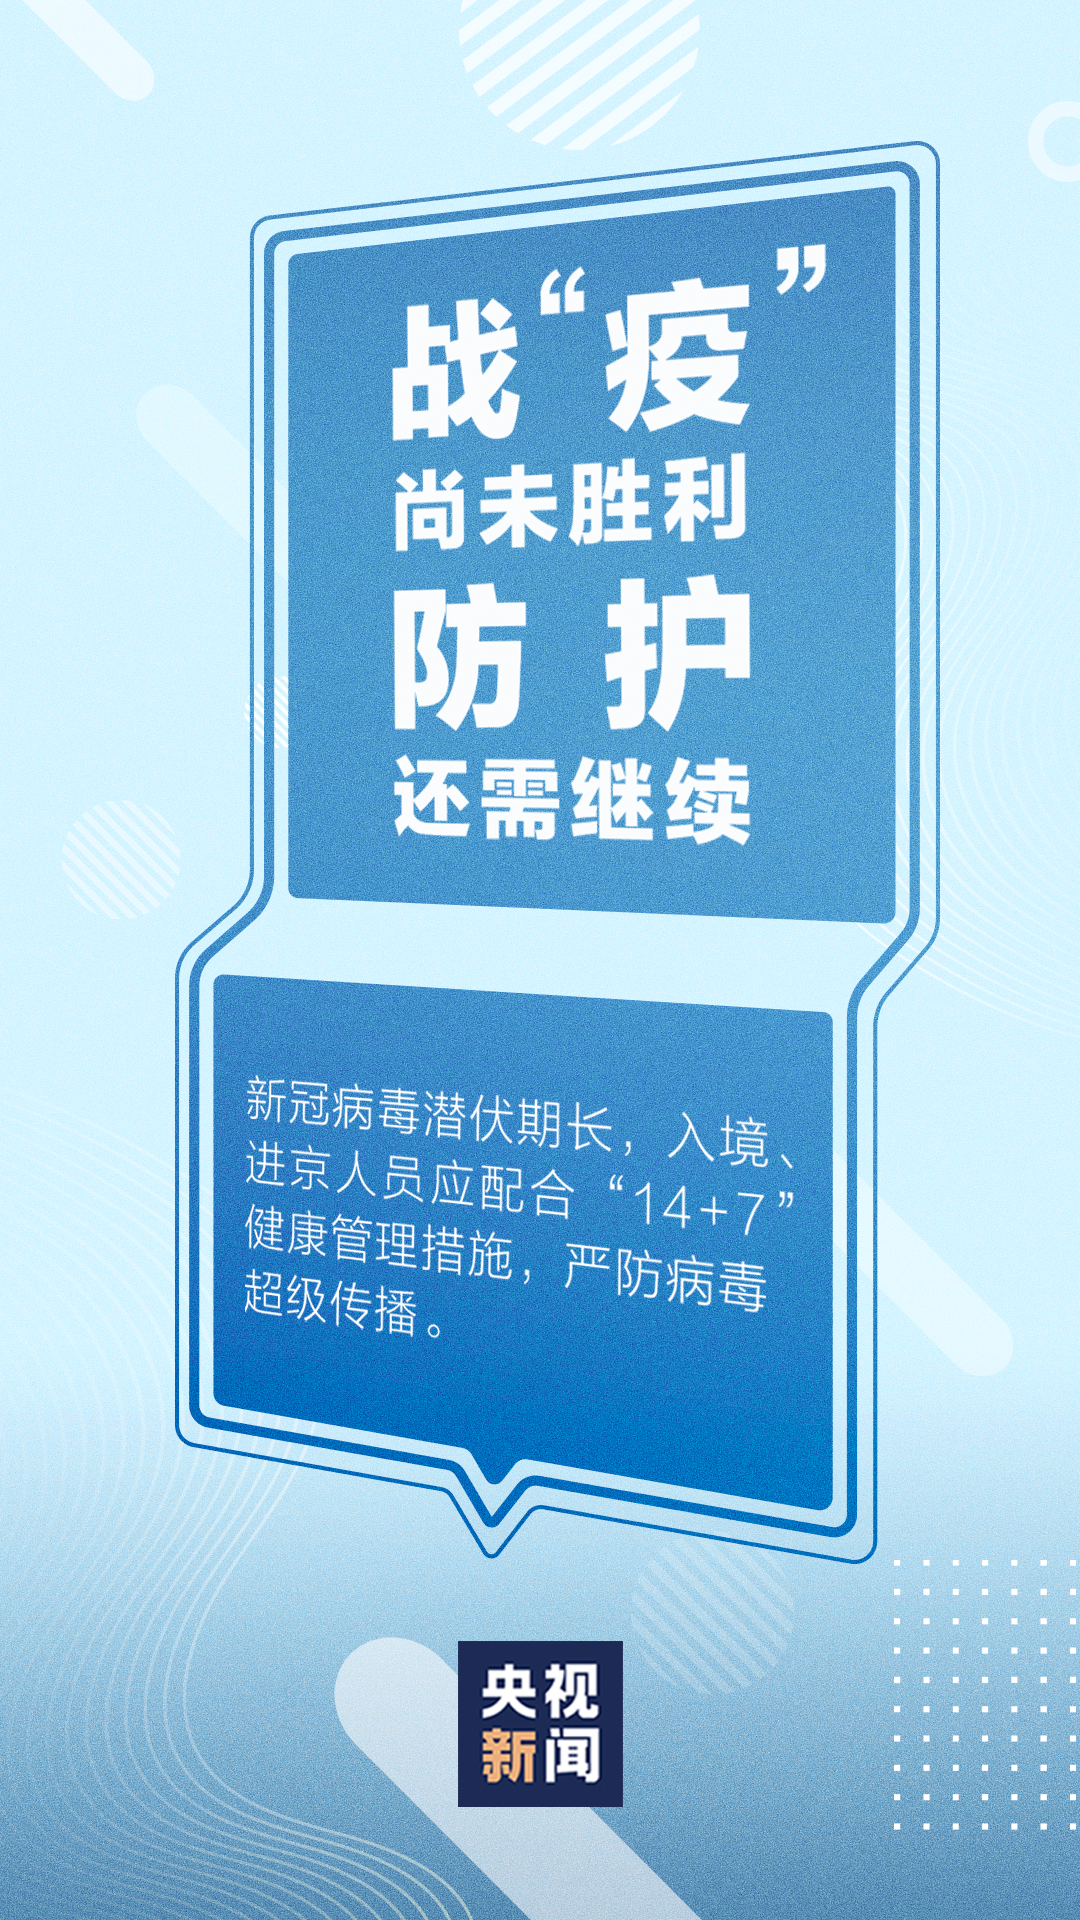 战“疫”
尚未胜利
防护
还需继续
新冠病毒潜伏期长，入境、
进京人员应配合“14+7”
健康管理措施，严防病毒
超级传播。
央视
新闻